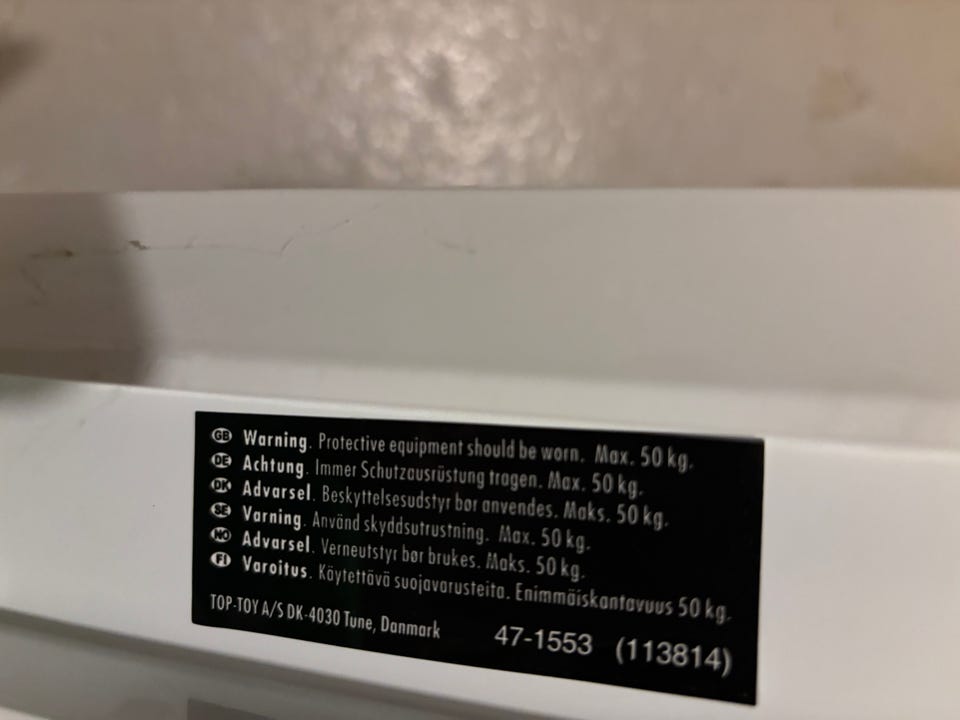 GB Warning. Protective equipment should be worn. Max. 50 kg.
DE Achtung. Immer Schutzausrüstung tragen. Max. 50 kg.
DK Advarsel. Beskyttelsesudstyr bør anvendes. Maks. 50 kg.
SE Varning. Använd skyddsutrustning. Max. 50 kg.
NO Advarsel. Verneutstyr bør brukes. Maks. 50 kg.
FI Varoitus. Käytettävä suojavarusteita. Enimmäiskantavuus 50 kg.
TOP-TOY A/S DK-4030 Tune, Danmark 47-1553 (113814)